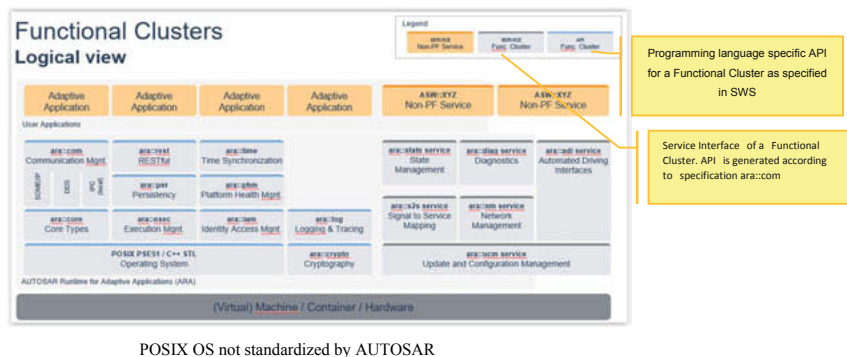 Functional Clusters
Logical view
Legend
SERVICE
Non-PF Service
SERVICE
Func. Cluster
API
Func. Cluster
Programming language specific API
for a Functional Cluster as specified
in SWS
Service Interface of a Functional
Cluster. API is generated according
to specification ara::com
Adaptive
Application
Adaptive
Application
Adaptive
Application
Adaptive
Application
ASW::XYZ
Non-PF Service
ASW::XYZ
Non-PF Service
User Applications
ara::com
Communication Mgnt.
SOME/IP
DDS
IPC
(local)
ara::rest
RESTful
ara::time
Time Synchronization
ara::per
Persistency
ara::phm
Platform Health Mgnt.
ara::core
Core Types
ara::exec
Execution Mgnt.
ara::iam
Identity Access Mgnt.
ara::log
Logging & Tracing
ara::state service
State
Management
ara::diag service
Diagnostics
ara::adi service
Automated Driving
Interfaces
ara::s2s service
Signal to Service
Mapping
ara::nm service
Network
Management
POSIX PSE51 / C++ STL
Operating System
ara::crypto
Cryptography
ara::ucm service
Update and Configuration Management
AUTOSAR Runtime for Adaptive Applications (ARA)
(Virtual) Machine / Container / Hardware
POSIX OS not standardized by AUTOSAR